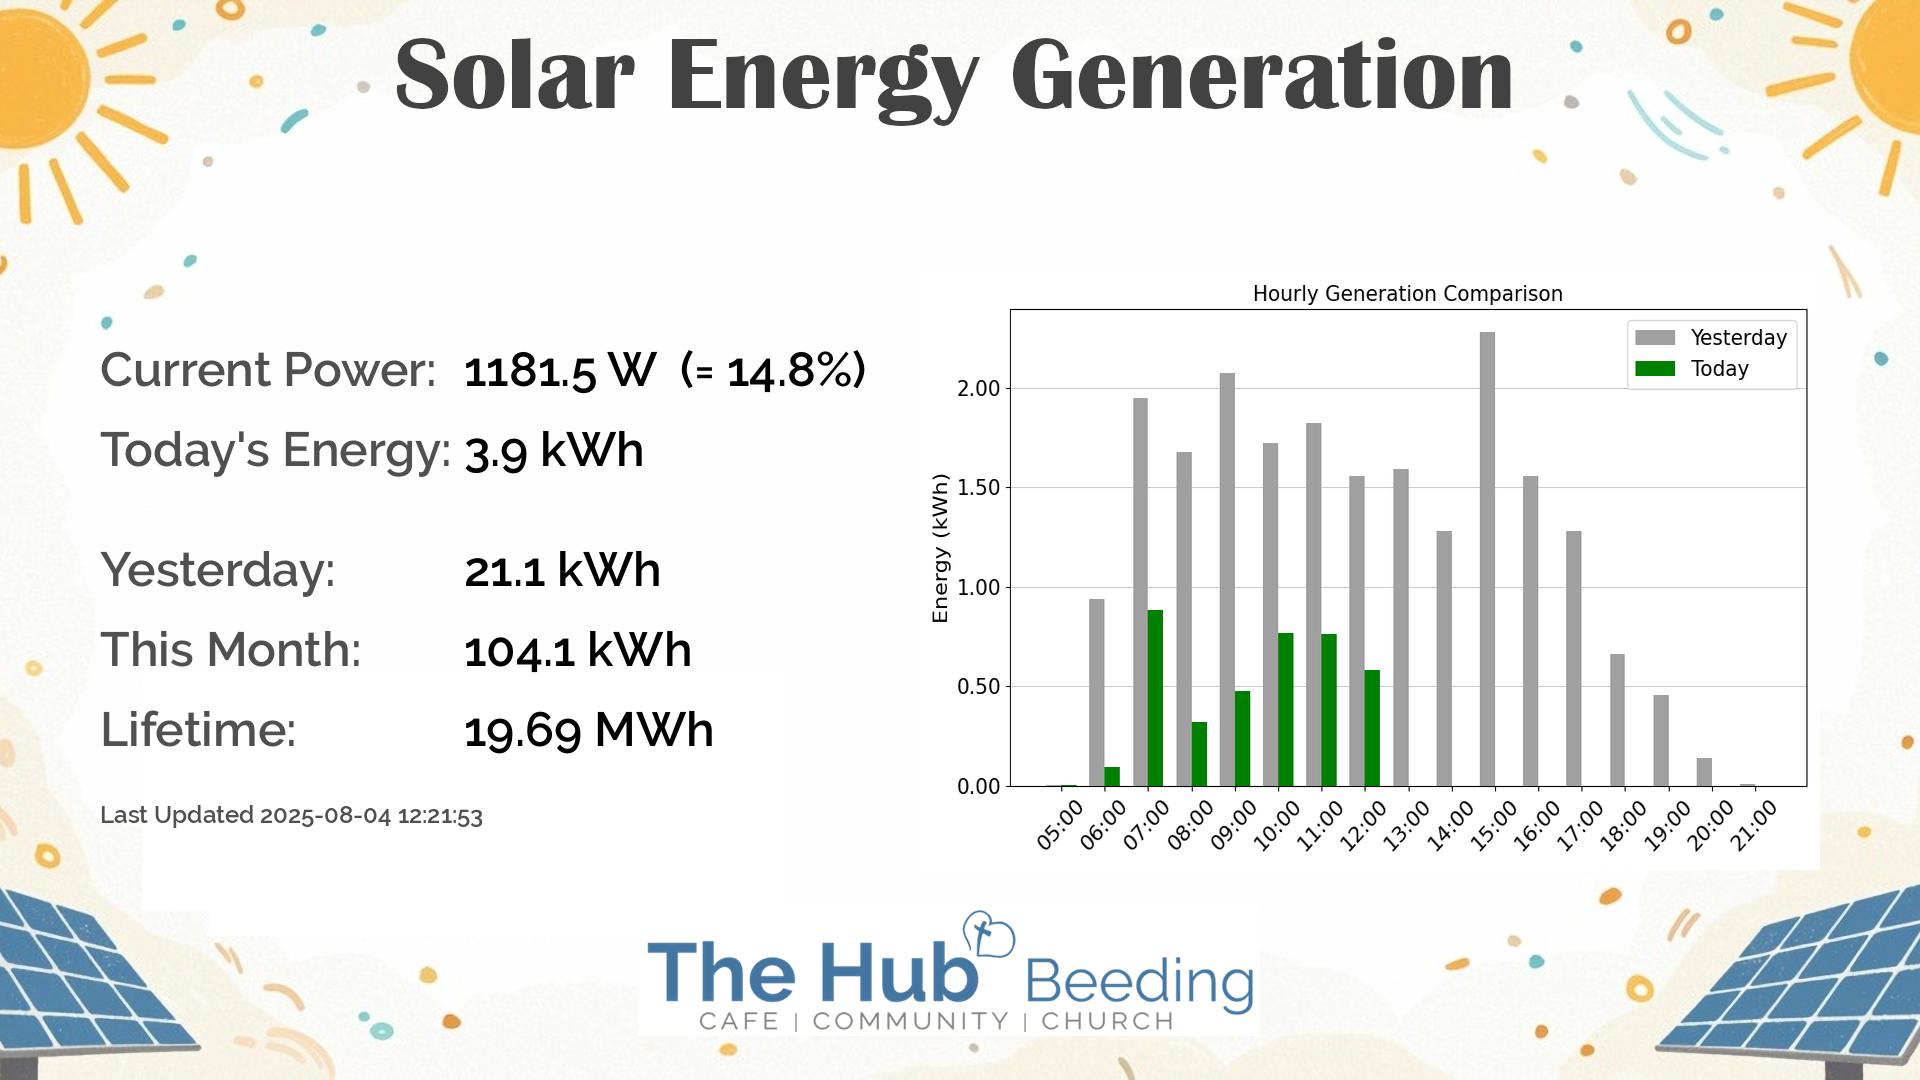 Solar Energy Generation
Current Power: 1181.5 W (= 14.8%)
Today's Energy: 3.9 kWh
Yesterday: 21.1 kWh
This Month: 104.1 kWh
Lifetime: 19.69 MWh
Last Updated 2025-08-04 12:21:53
Hourly Generation Comparison
Yesterday
Today
Energy (kWh)
2.00
1.50
1.00
0.50
0.00
05:00 06:00 07:00 08:00 09:00 10:00 11:00 12:00 13:00 14:00 15:00 16:00 17:00 18:00 19:00 20:00 21:00
The Hub Beeding
CAFE | COMMUNITY | CHURCH